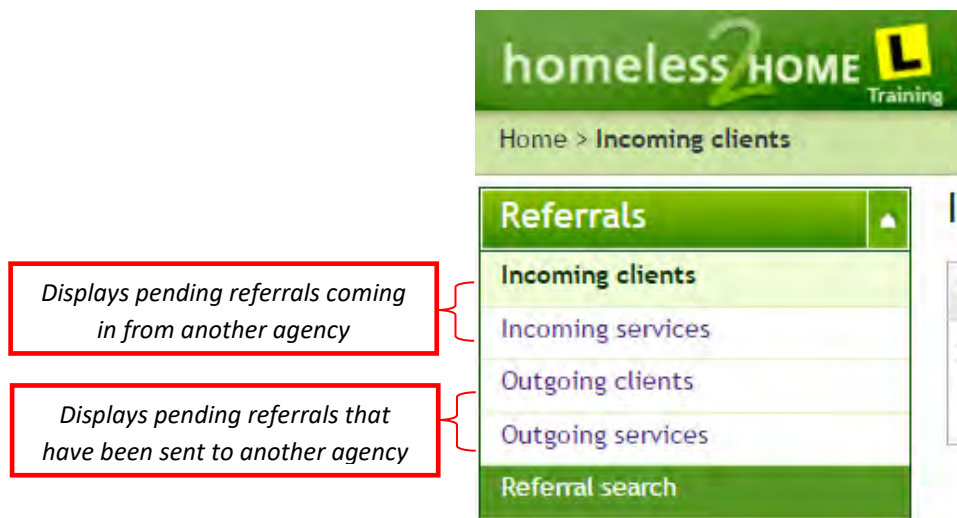 homeless2HOME L
Training
Home > Incoming clients
Referrals
Incoming clients
Incoming services
Outgoing clients
Outgoing services
Referral search
Displays pending referrals coming
in from another agency
Displays pending referrals that
have been sent to another agency